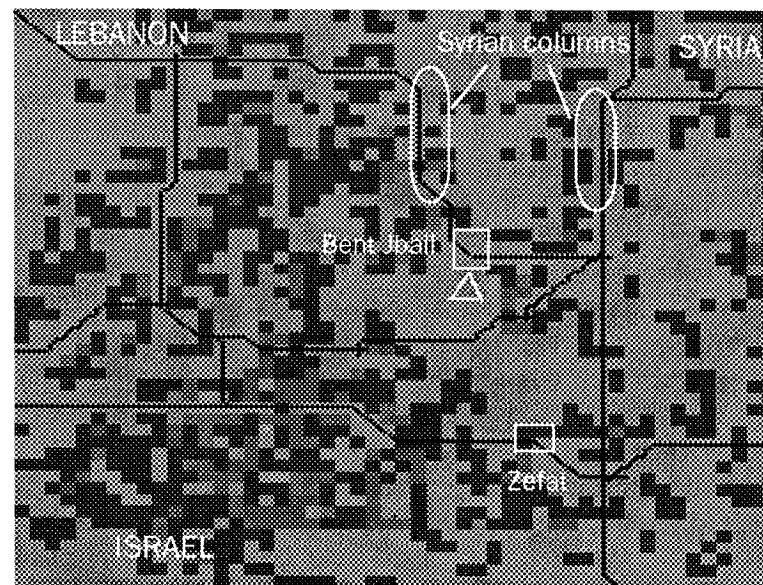 LEBANON
Syrian columns
SYRIA
Bent Jbail
Zefat
ISRAEL